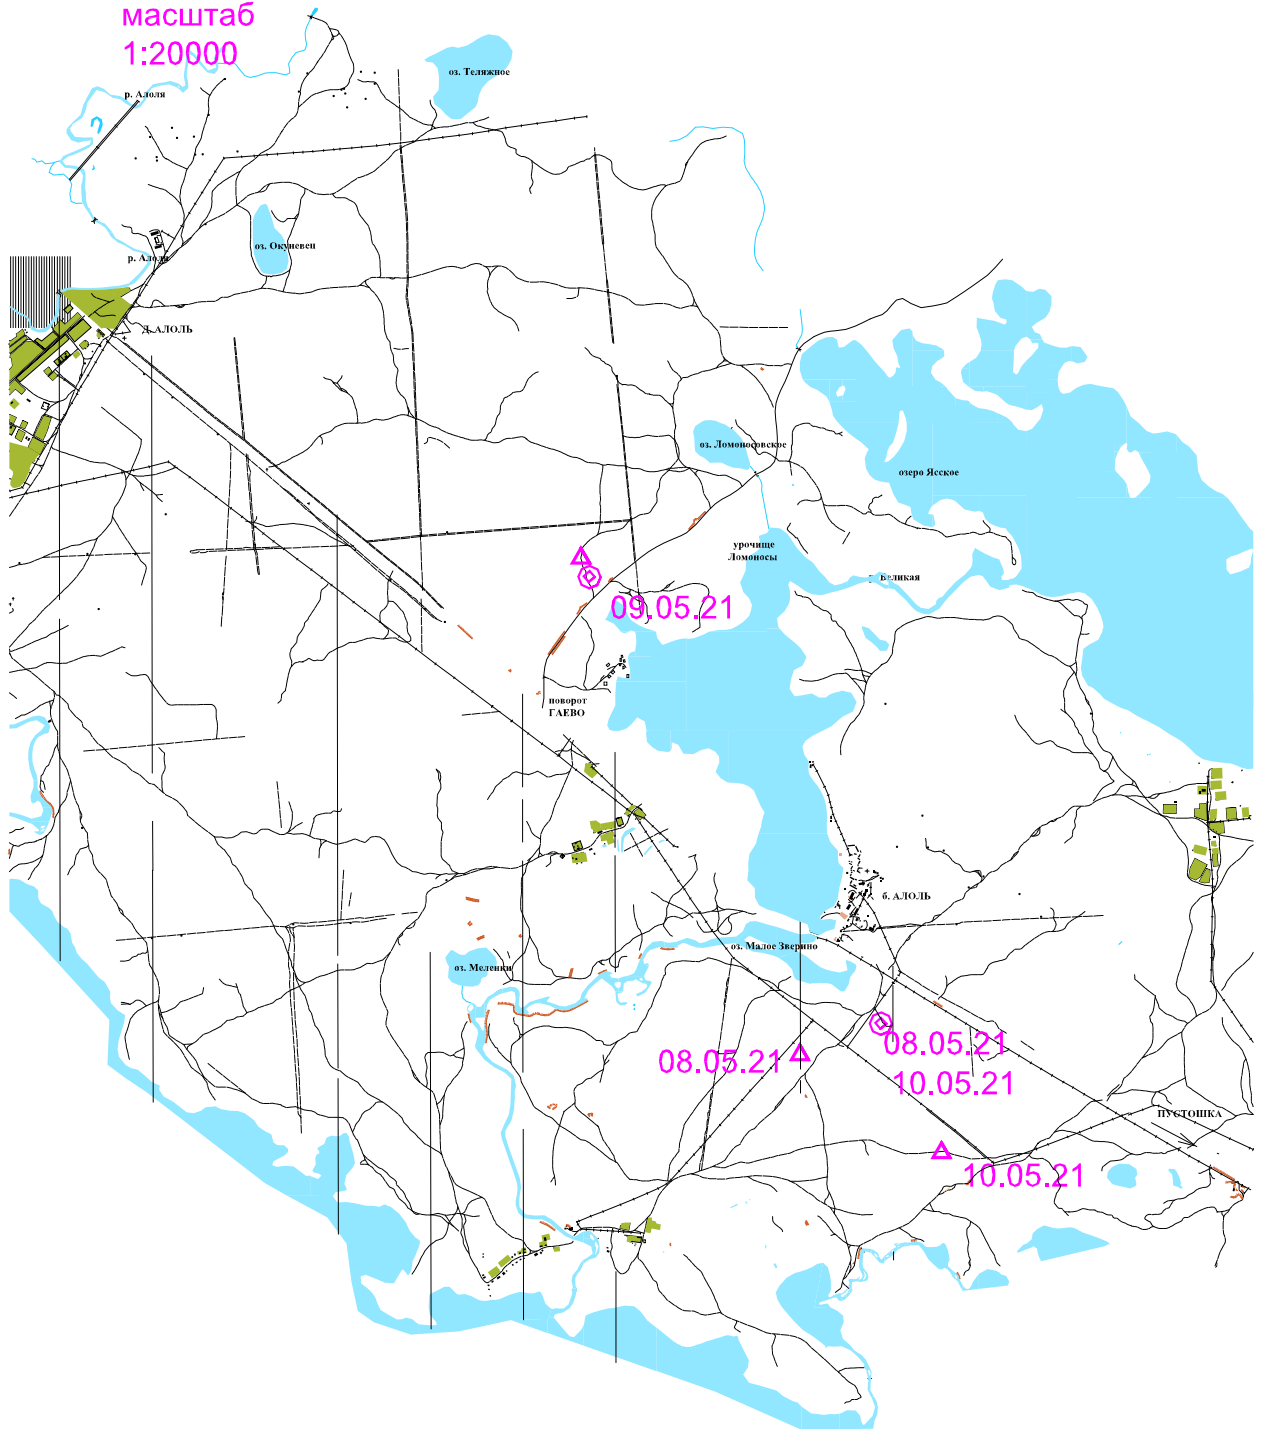 масштаб
1:20000
оз. Теляжное
р. Алоля
оз. Окуневец
р. Алоля
Д. АЛОЛЬ
оз. Ломоносовское
озеро Ясское
урочище
Ломоносы
р. Великая
09.05.21
поворот
ГАЕВО
б. АЛОЛЬ
оз. Малое Зверино
оз. Меленки
08.05.21
08.05.21
10.05.21
ПУСТОШКА
10.05.21